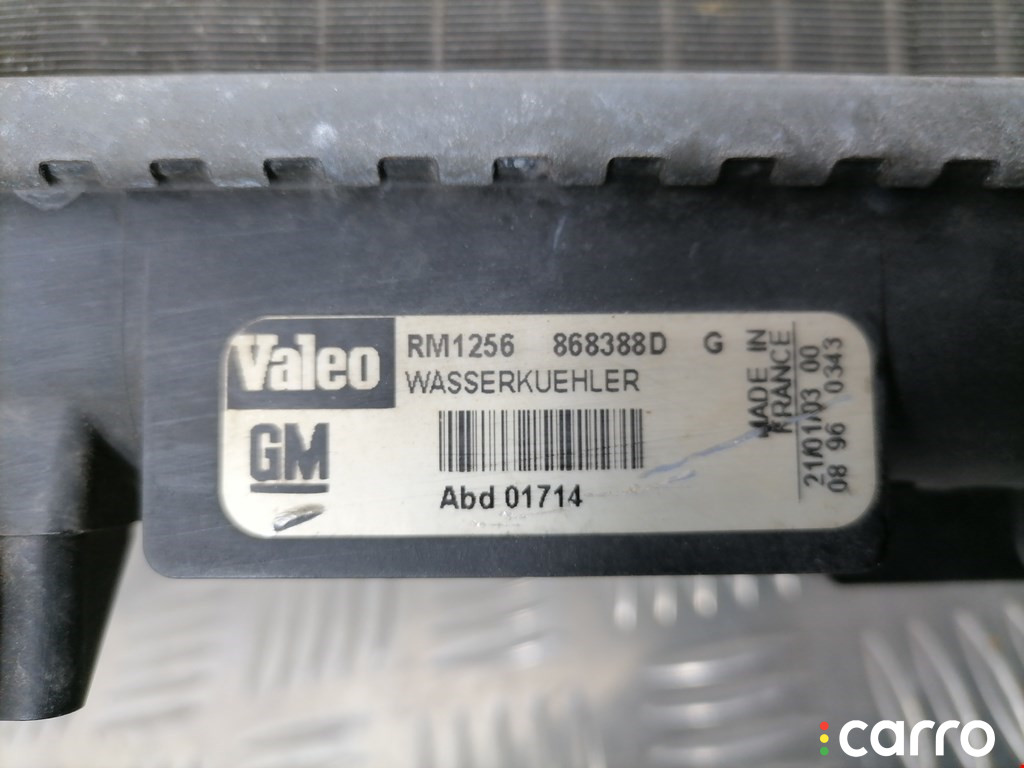 Valeo
RM1256 868388D G
WASSERKUEHLER
GM
Abd 01714
MADE IN
FRANCE
21/01/03 00
08 96 0343
carro